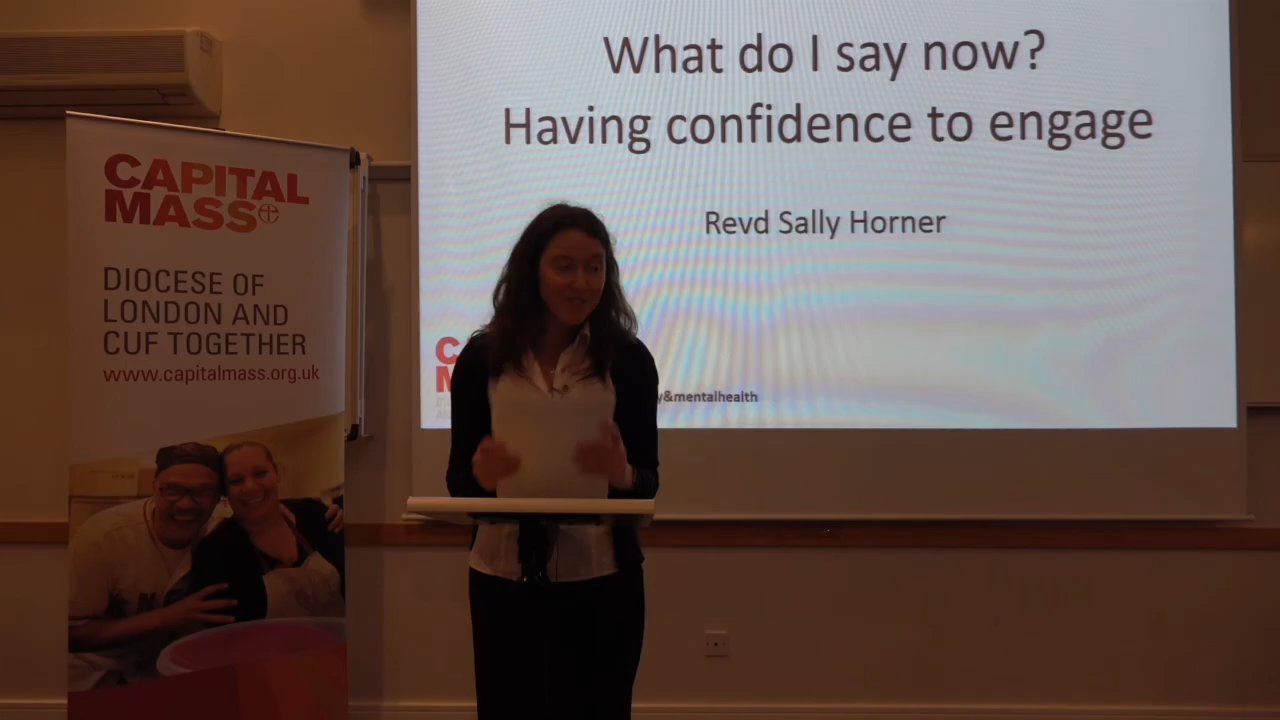 CAPITAL
MASS
DIOCESE OF
LONDON AND
CUF TOGETHER
www.capitalmass.org.uk
What do I say now?
Having confidence to engage
Revd Sally Horner
C
M
y&mentalhealth